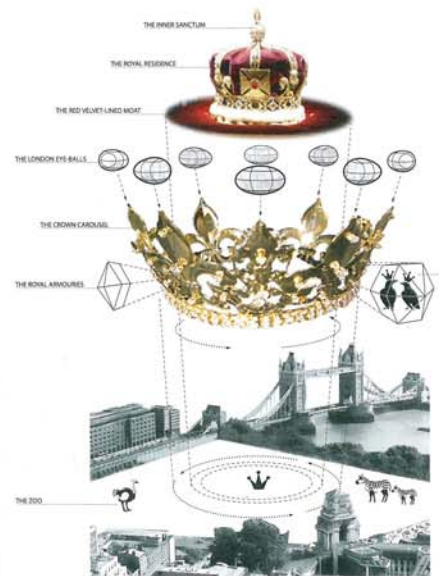 THE INNER SANCTUM
THE ROYAL RESIDENCE
THE RED VELVET-LINED MOAT
THE LONDON EYE-BALLS
THE CROWN CAROUSEL
THE ROYAL ARMOURIES
THE ZOO